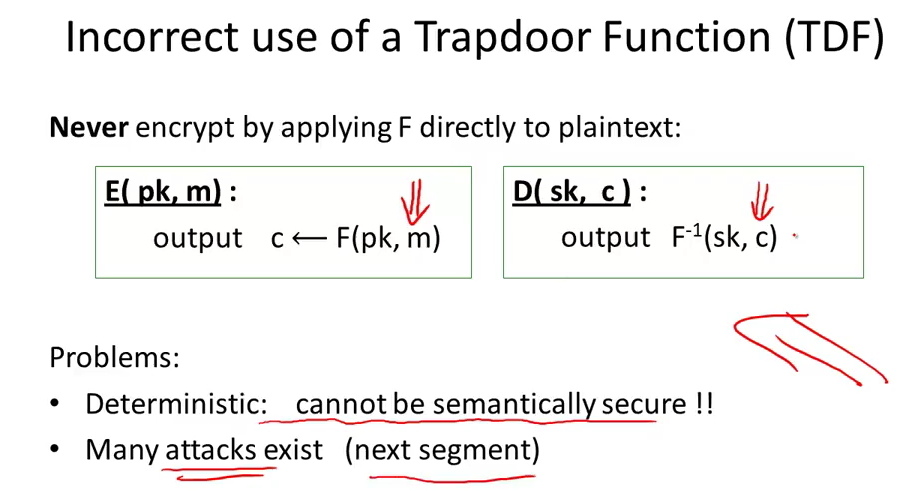 Incorrect use of a Trapdoor Function (TDF)
Never encrypt by applying F directly to plaintext:
E( pk, m) :
output c ⟵ F(pk, m)
D( sk, c ) :
output F⁻¹(sk, c)
Problems:
• Deterministic: cannot be semantically secure !!
• Many attacks exist (next segment)